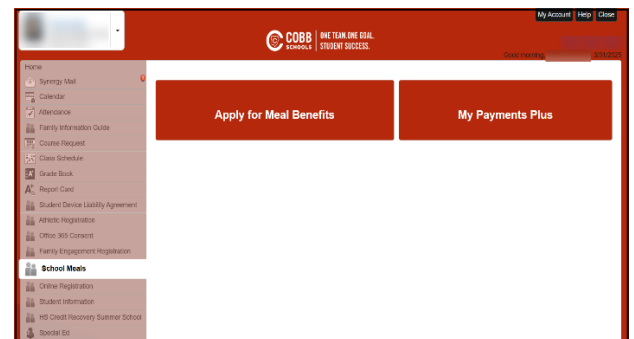 My Account Help Close
COBB SCHOOLS ONE TEAM. ONE GOAL. STUDENT SUCCESS.
Good morning, 3/31/2025
Home
Synergy Mail
Calendar
Attendance
Family Information Guide
Course Request
Class Schedule
Grade Book
Report Card
Student Device Liability Agreement
Athletic Registration
Office 365 Consent
Family Engagement Registration
School Meals
Online Registration
Student Information
HS Credit Recovery Summer School
Special Ed
Apply for Meal Benefits
My Payments Plus